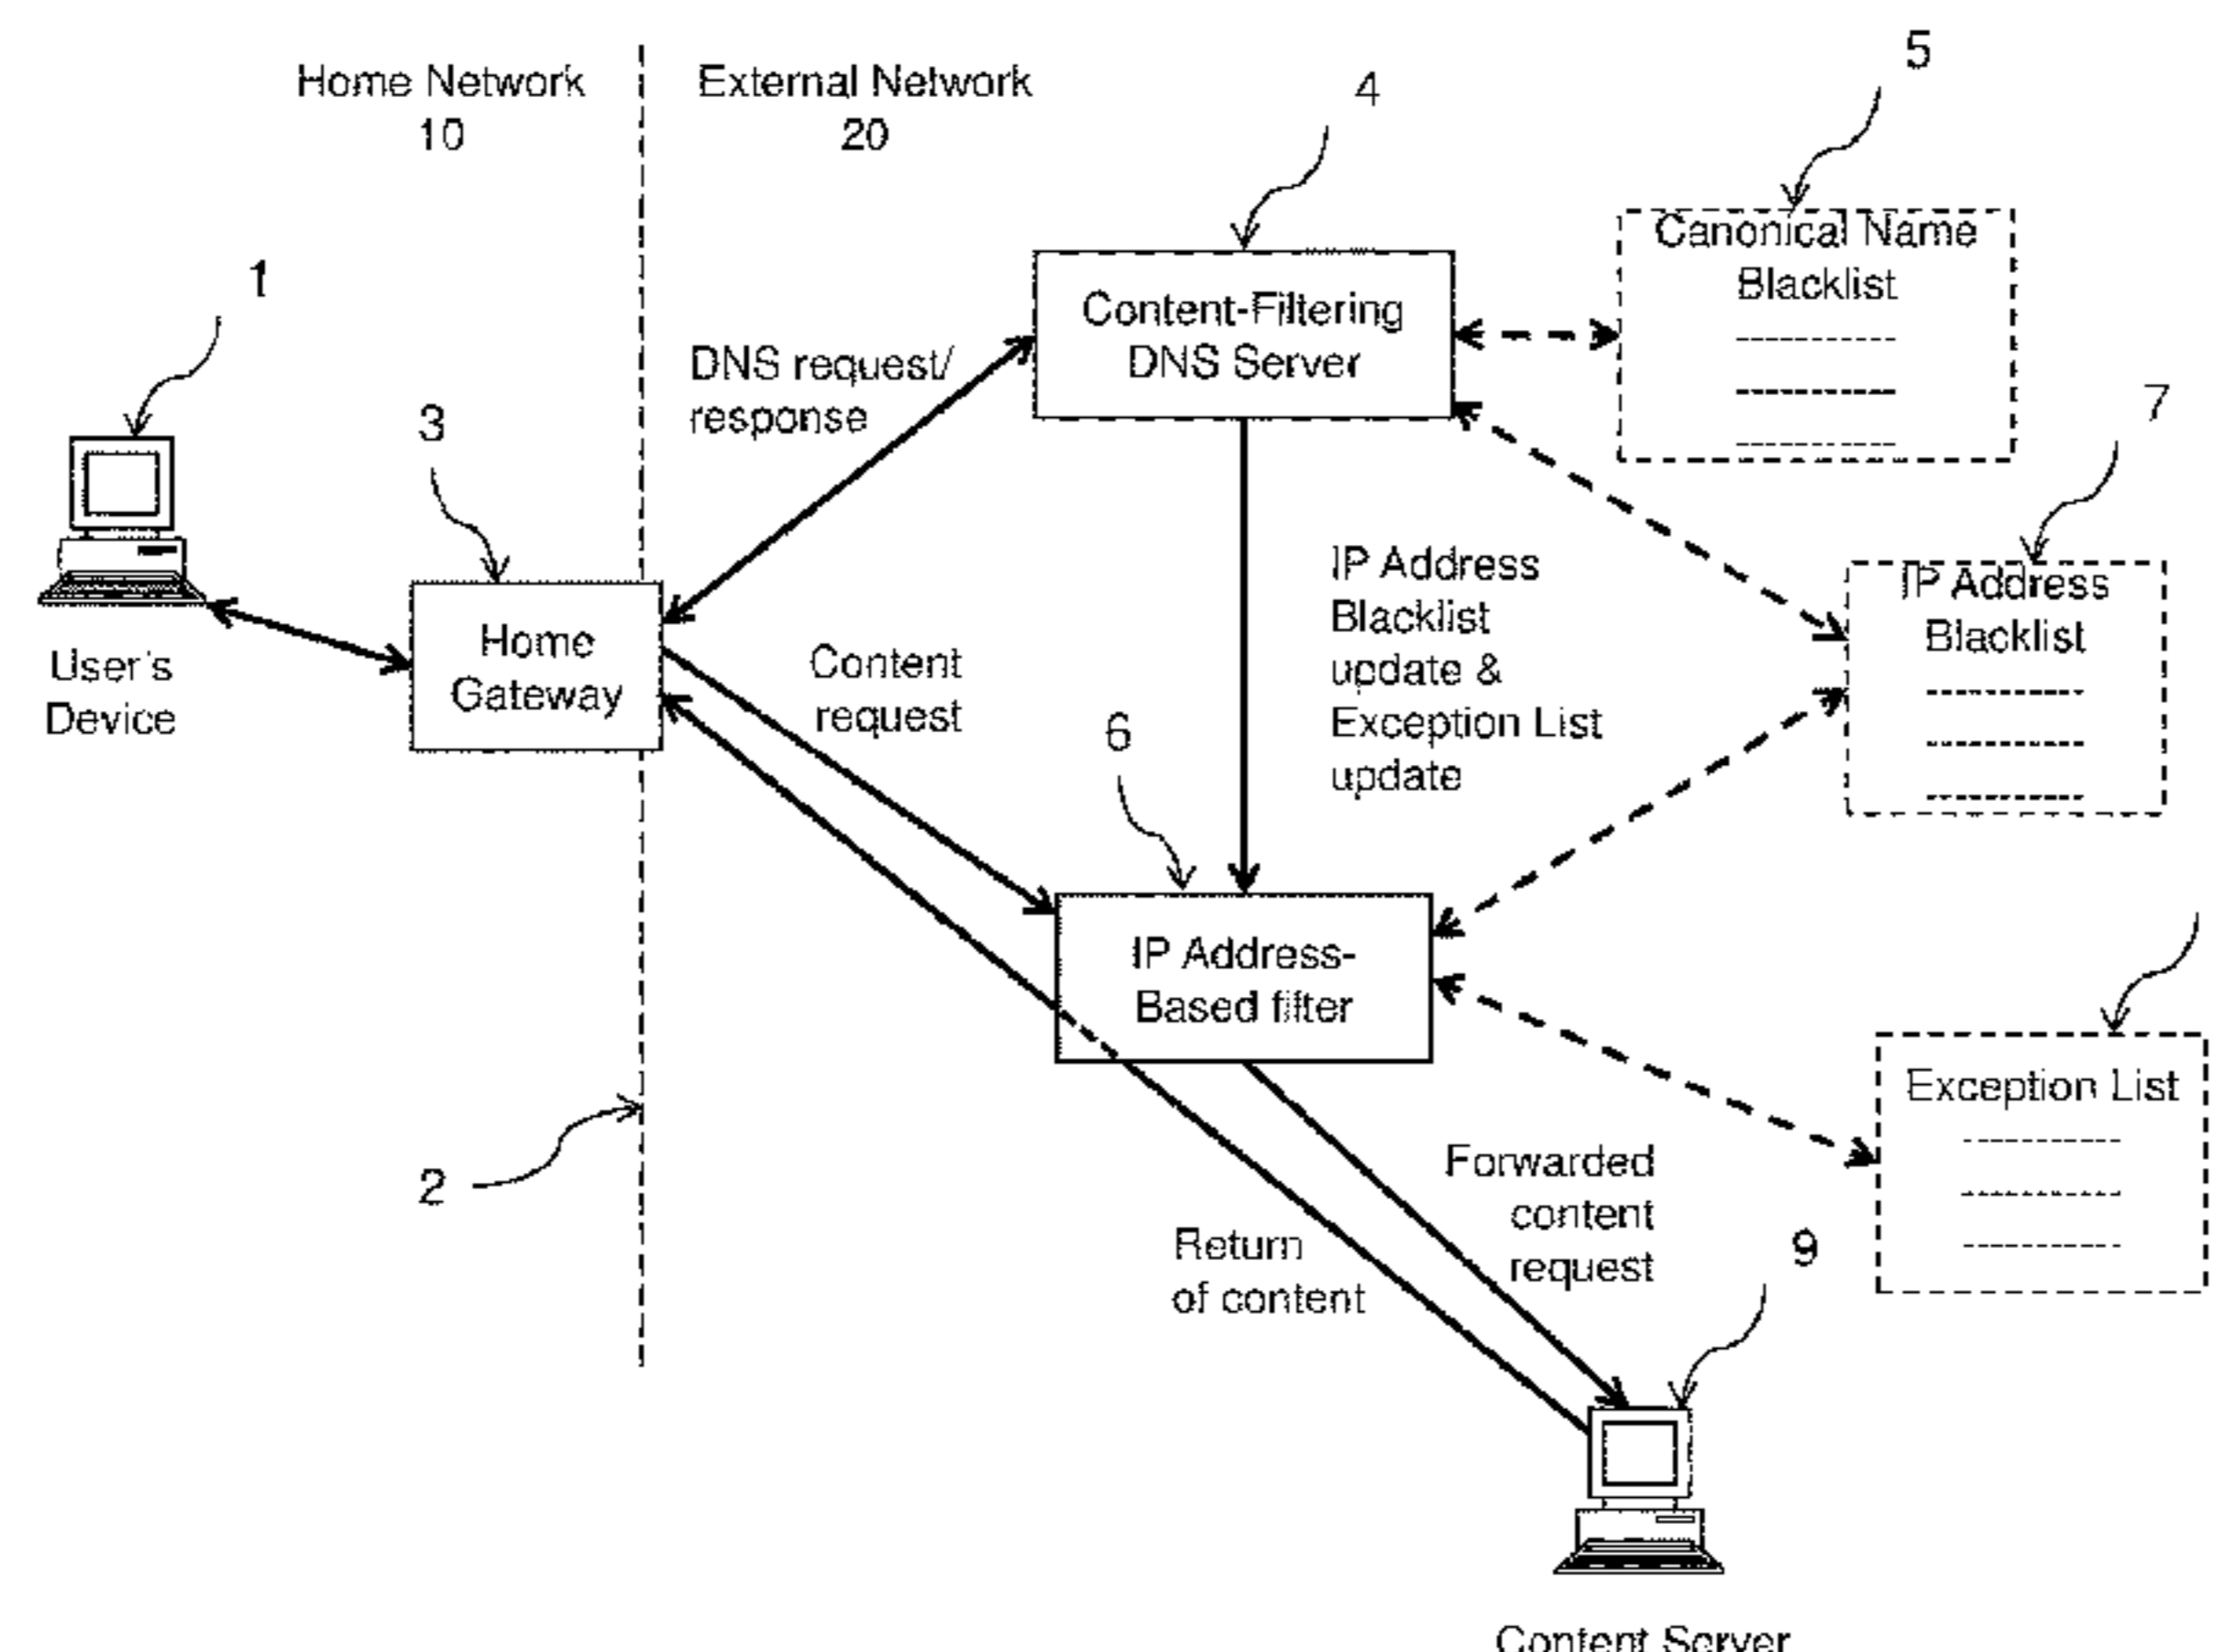 Home Network
10
External Network
20
4
5
1
Canonical Name
Blacklist
Content-Filtering
DNS Server
DNS request/
response
3
7
IP Address
Blacklist
update &
Exception List
update
IP Address
Blacklist
User's
Device
Home
Gateway
Content
request
6
IP Address-
Based filter
Exception List
2
Forwarded
content
request
Return
of content
9
Content Server